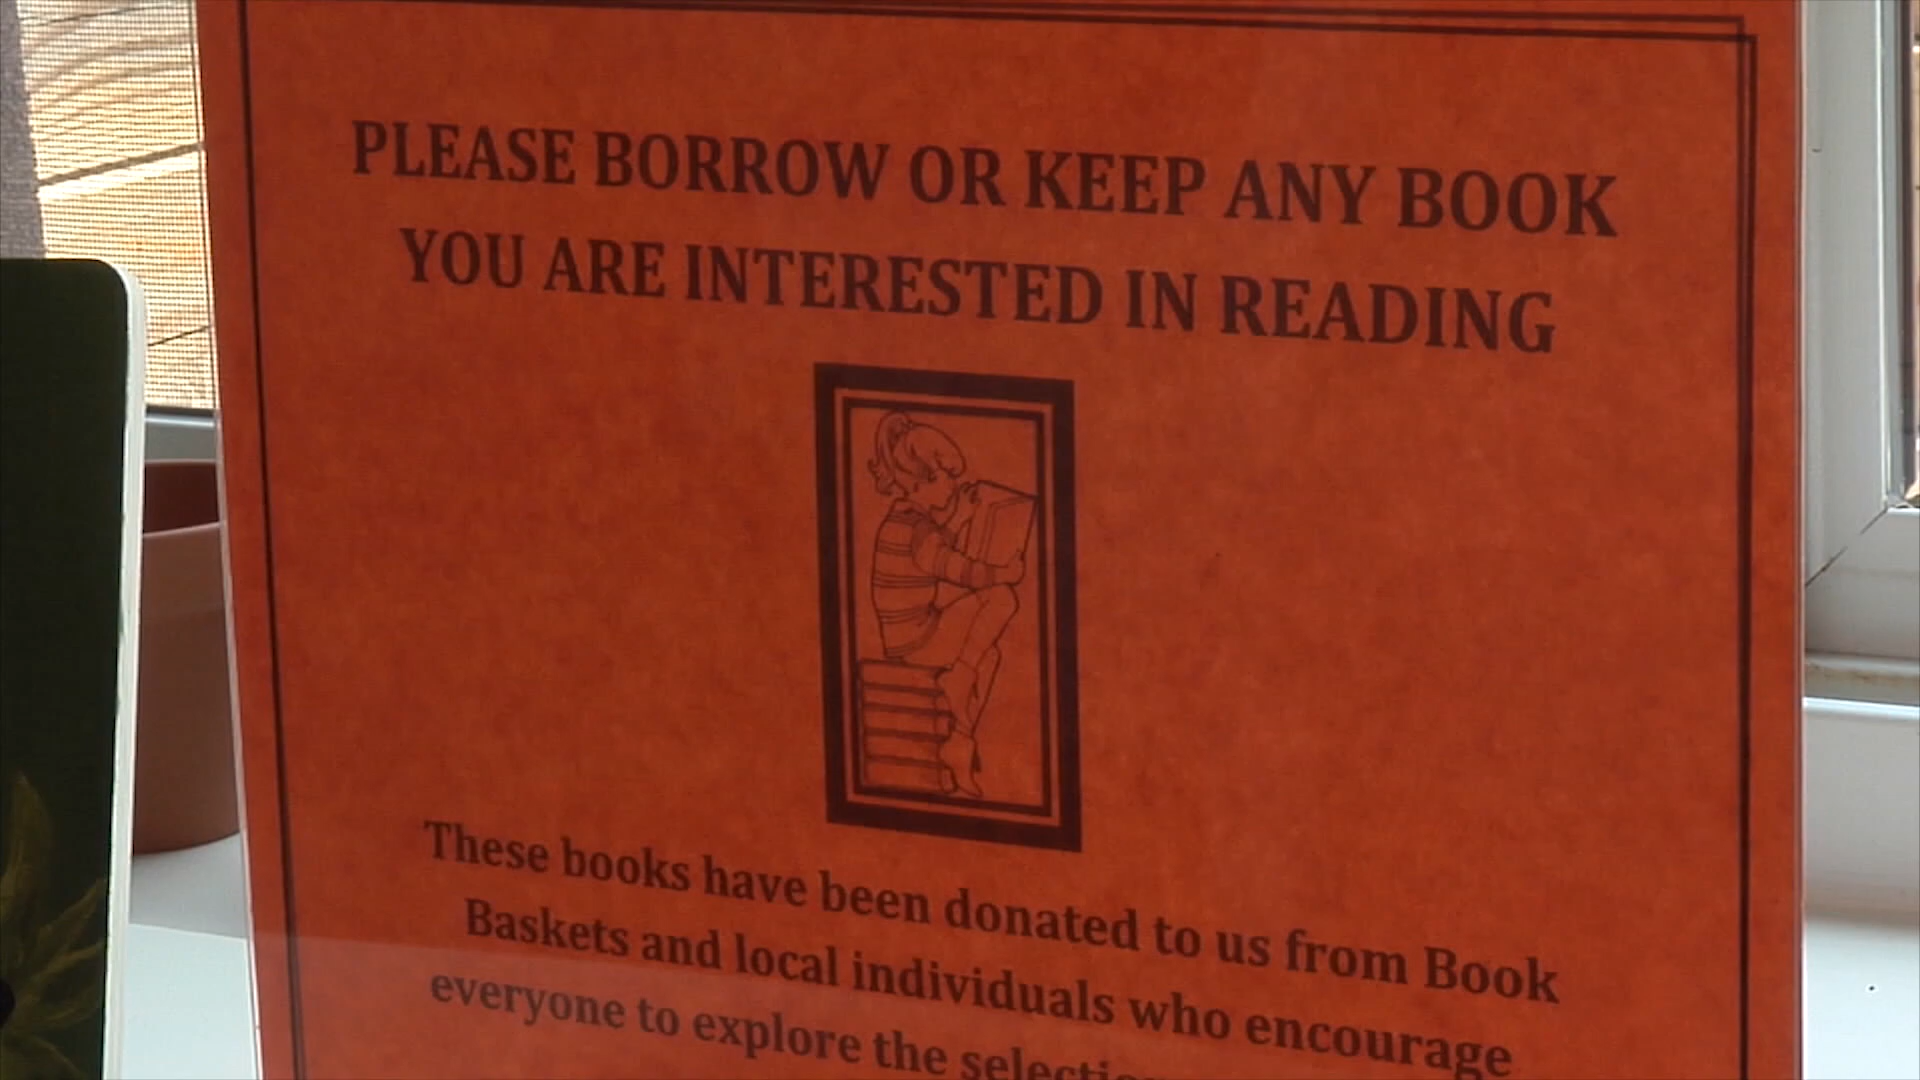 PLEASE BORROW OR KEEP ANY BOOK
YOU ARE INTERESTED IN READING
These books have been donated to us from Book
Baskets and local individuals who encourage
everyone to explore the